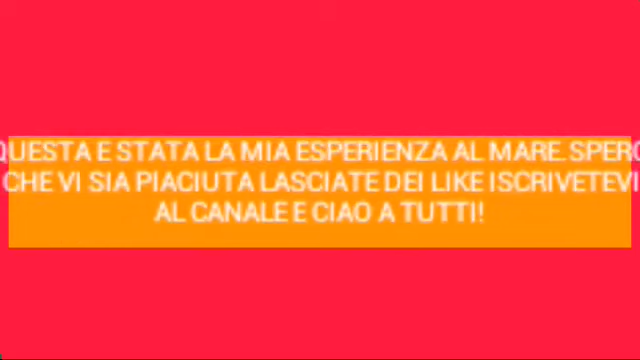 QUESTA E STATA LA MIA ESPERIENZA AL MARE. SPERO
CHE VI SIA PIACIUTA LASCIATE DEI LIKE ISCRIVETEVI
AL CANALE E CIAO A TUTTI!